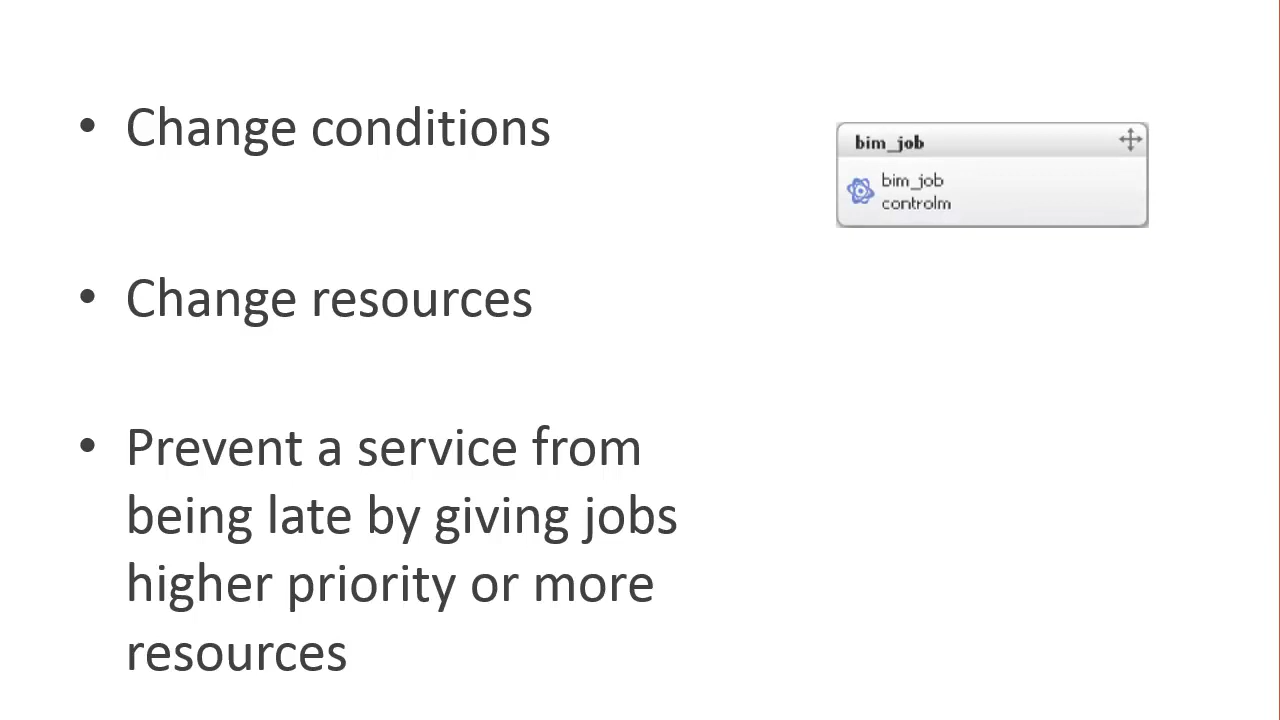 • Change conditions
• Change resources
• Prevent a service from
being late by giving jobs
higher priority or more
resources
bim_job
bim_job
controlm